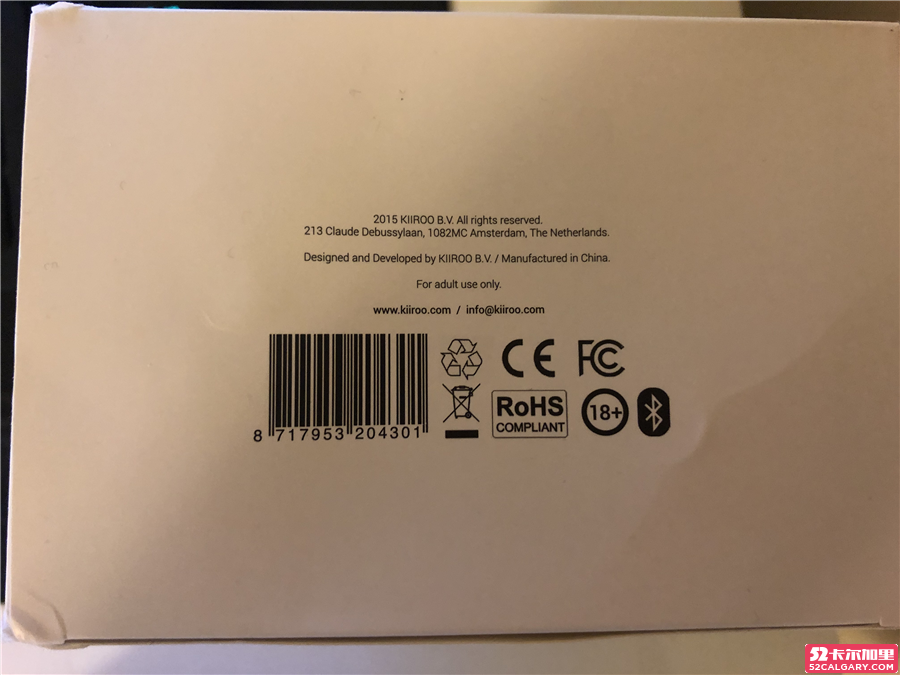 2015 KIIROO B.V. All rights reserved.
213 Claude Debussylaan, 1082MC Amsterdam, The Netherlands.
Designed and Developed by KIIROO B.V. / Manufactured in China.
For adult use only.
www.kiiroo.com / info@kiiroo.com
8 717953 204301
CE
FC
RoHS
COMPLIANT
18+
52卡尔加里
52CALGARY.COM